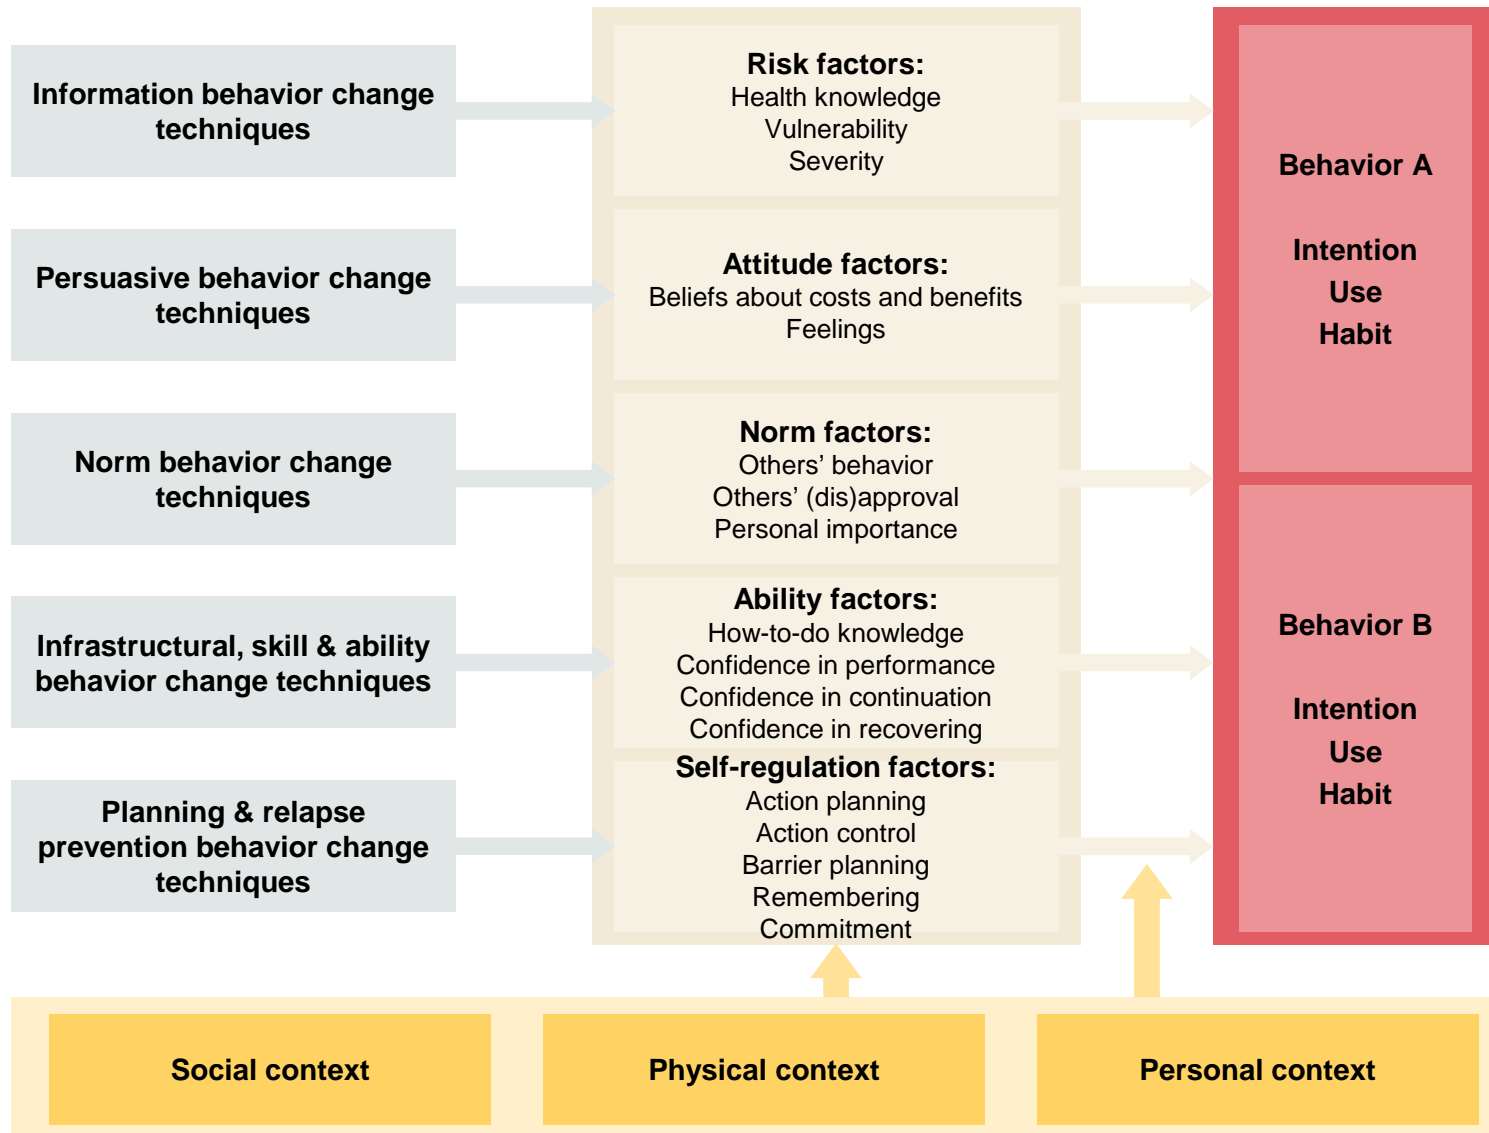 Information behavior change
techniques
Risk factors:
Health knowledge
Vulnerability
Severity
Persuasive behavior change
techniques
Attitude factors:
Beliefs about costs and benefits
Feelings
Norm behavior change
techniques
Norm factors:
Others’ behavior
Others’ (dis)approval
Personal importance
Infrastructural, skill & ability
behavior change techniques
Ability factors:
How-to-do knowledge
Confidence in performance
Confidence in continuation
Confidence in recovering
Planning & relapse
prevention behavior change
techniques
Self-regulation factors:
Action planning
Action control
Barrier planning
Remembering
Commitment
Behavior A
Intention
Use
Habit
Behavior B
Intention
Use
Habit
Social context
Physical context
Personal context